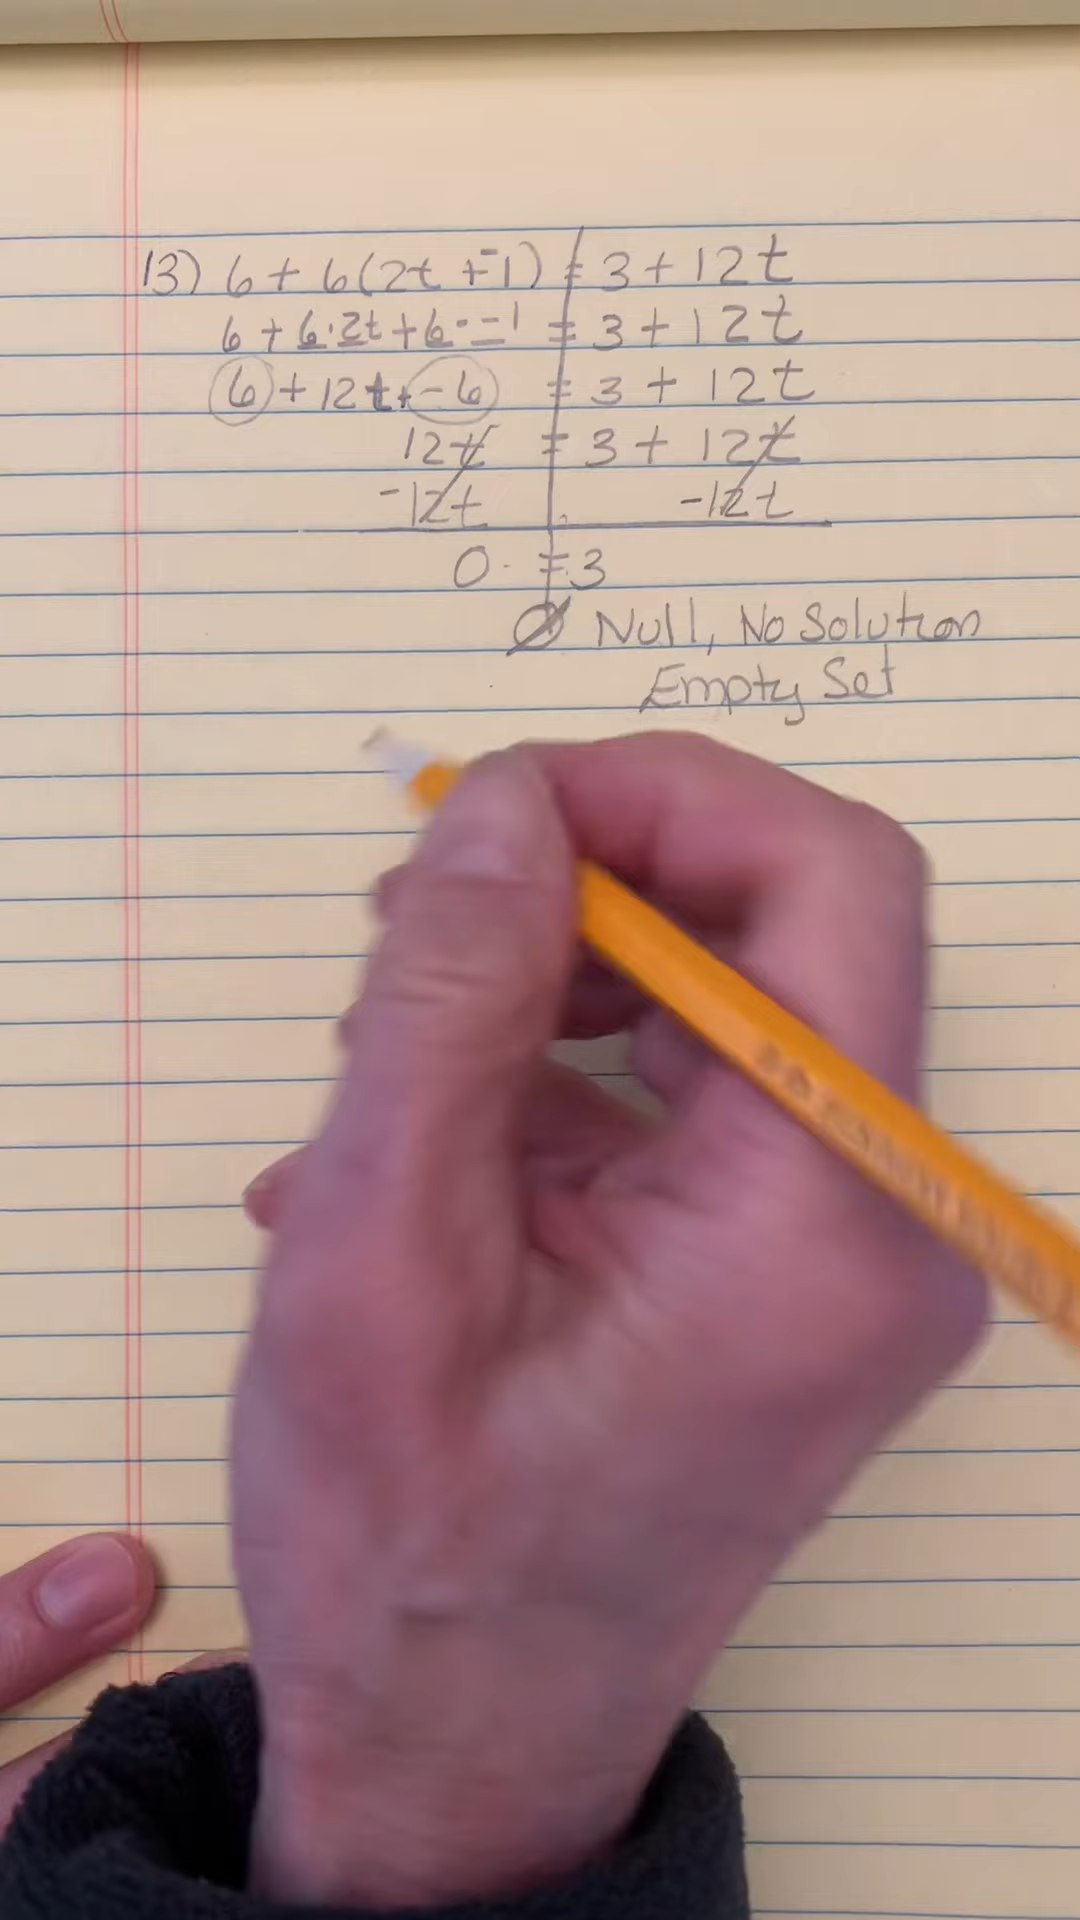 13) 6 + 6(2t + -1) = 3 + 12t
6 + 6·2t + 6·-1 = 3 + 12t
6 + 12t + -6 = 3 + 12t
12t = 3 + 12t
-12t -12t
0 = 3
∅ Null, No Solution
Empty Set